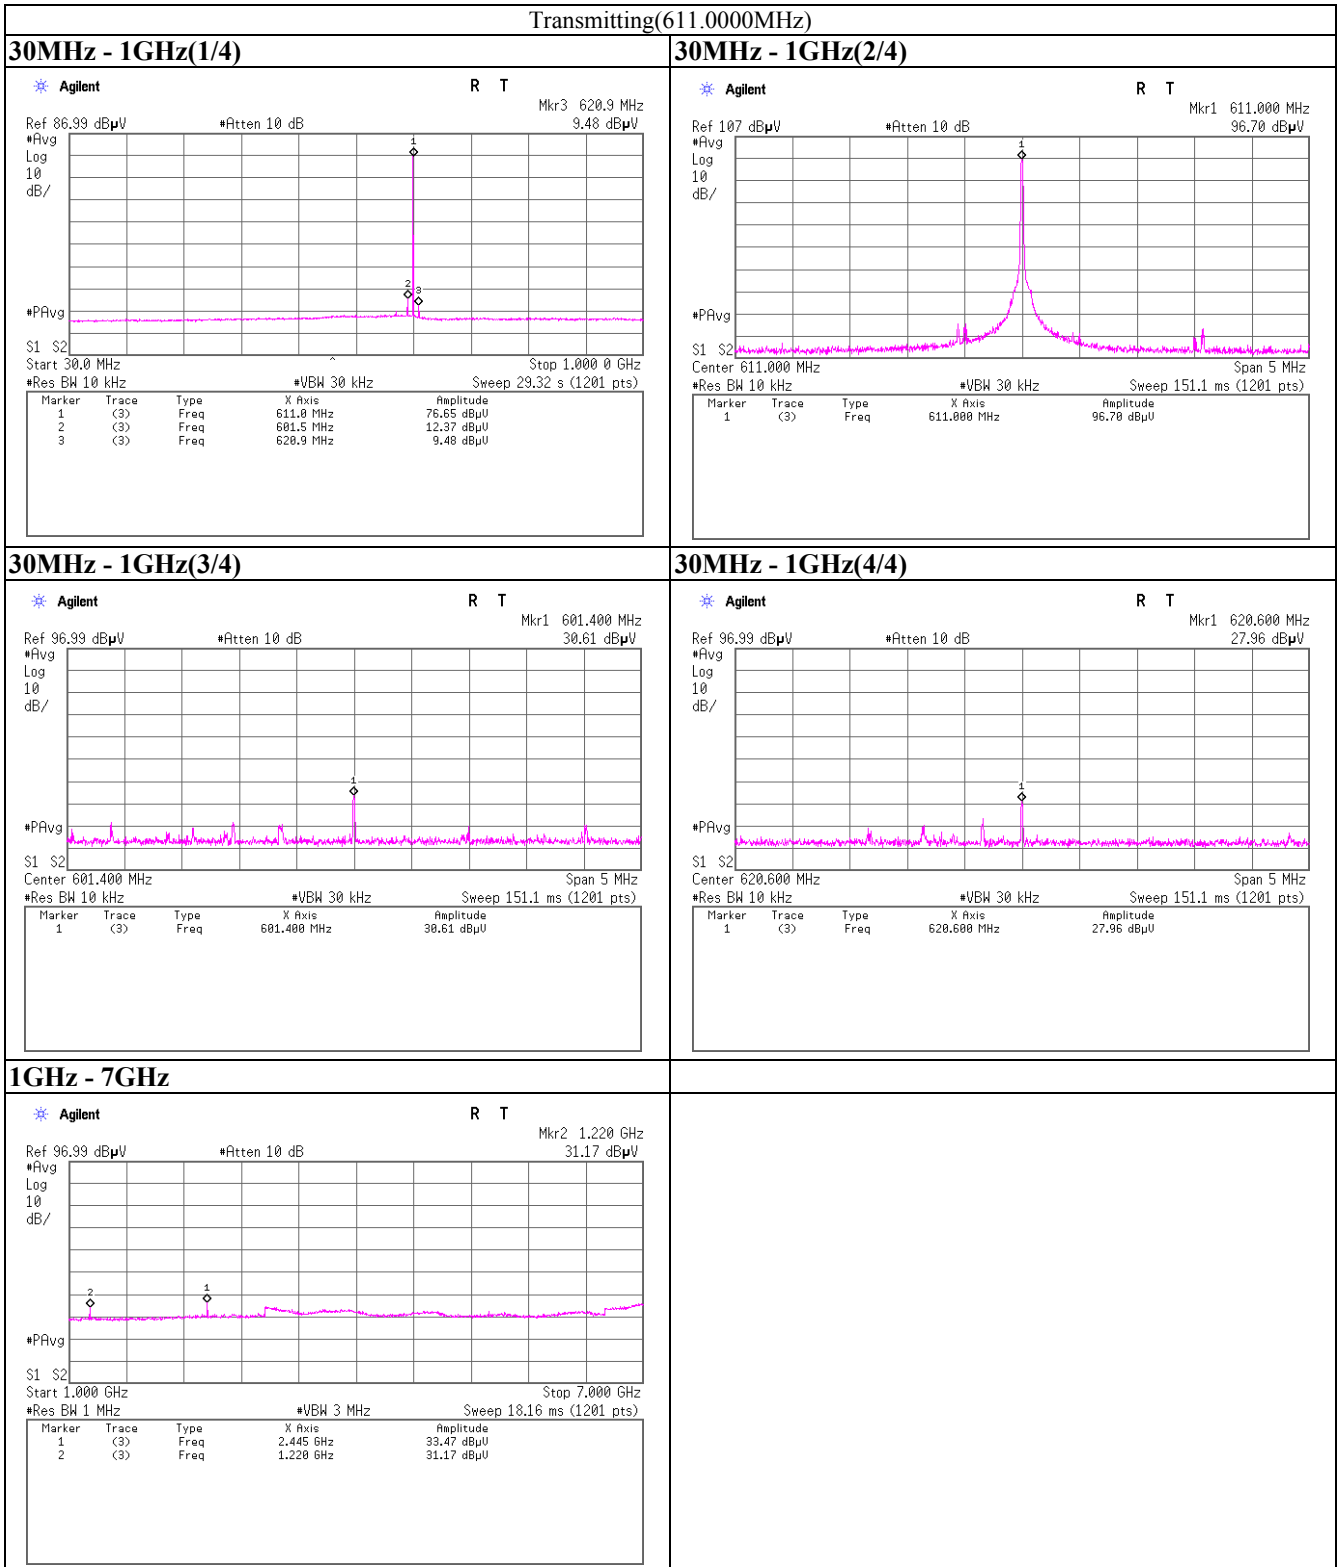 Transmitting(611.0000MHz)
30MHz - 1GHz(1/4)
Agilent
R T
Mkr3 620.9 MHz
Ref 86.99 dBµV
#Atten 10 dB
9.48 dBµV
#Avg
Log
10
dB/
1
2
3
#PAvg
S1 S2
Start 30.0 MHz
^
Stop 1.000 0 GHz
#Res BW 10 kHz
#VBW 30 kHz
Sweep 29.32 s (1201 pts)
Marker Trace Type X Axis Amplitude
1 (3) Freq 611.0 MHz 76.65 dBµV
2 (3) Freq 601.5 MHz 12.37 dBµV
3 (3) Freq 620.9 MHz 9.48 dBµV
30MHz - 1GHz(2/4)
Agilent
R T
Mkr1 611.000 MHz
Ref 107 dBµV
#Atten 10 dB
96.70 dBµV
#Avg
Log
10
dB/
1
#PAvg
S1 S2
Center 611.000 MHz
Span 5 MHz
#Res BW 10 kHz
#VBW 30 kHz
Sweep 151.1 ms (1201 pts)
Marker Trace Type X Axis Amplitude
1 (3) Freq 611.000 MHz 96.70 dBµV
30MHz - 1GHz(3/4)
Agilent
R T
Mkr1 601.400 MHz
Ref 96.99 dBµV
#Atten 10 dB
30.61 dBµV
#Avg
Log
10
dB/
1
#PAvg
S1 S2
Center 601.400 MHz
Span 5 MHz
#Res BW 10 kHz
#VBW 30 kHz
Sweep 151.1 ms (1201 pts)
Marker Trace Type X Axis Amplitude
1 (3) Freq 601.400 MHz 30.61 dBµV
30MHz - 1GHz(4/4)
Agilent
R T
Mkr1 620.600 MHz
Ref 96.99 dBµV
#Atten 10 dB
27.96 dBµV
#Avg
Log
10
dB/
1
#PAvg
S1 S2
Center 620.600 MHz
Span 5 MHz
#Res BW 10 kHz
#VBW 30 kHz
Sweep 151.1 ms (1201 pts)
Marker Trace Type X Axis Amplitude
1 (3) Freq 620.600 MHz 27.96 dBµV
1GHz - 7GHz
Agilent
R T
Mkr2 1.220 GHz
Ref 96.99 dBµV
#Atten 10 dB
31.17 dBµV
#Avg
Log
10
dB/
2
1
#PAvg
S1 S2
Start 1.000 GHz
Stop 7.000 GHz
#Res BW 1 MHz
#VBW 3 MHz
Sweep 18.16 ms (1201 pts)
Marker Trace Type X Axis Amplitude
1 (3) Freq 2.445 GHz 33.47 dBµV
2 (3) Freq 1.220 GHz 31.17 dBµV